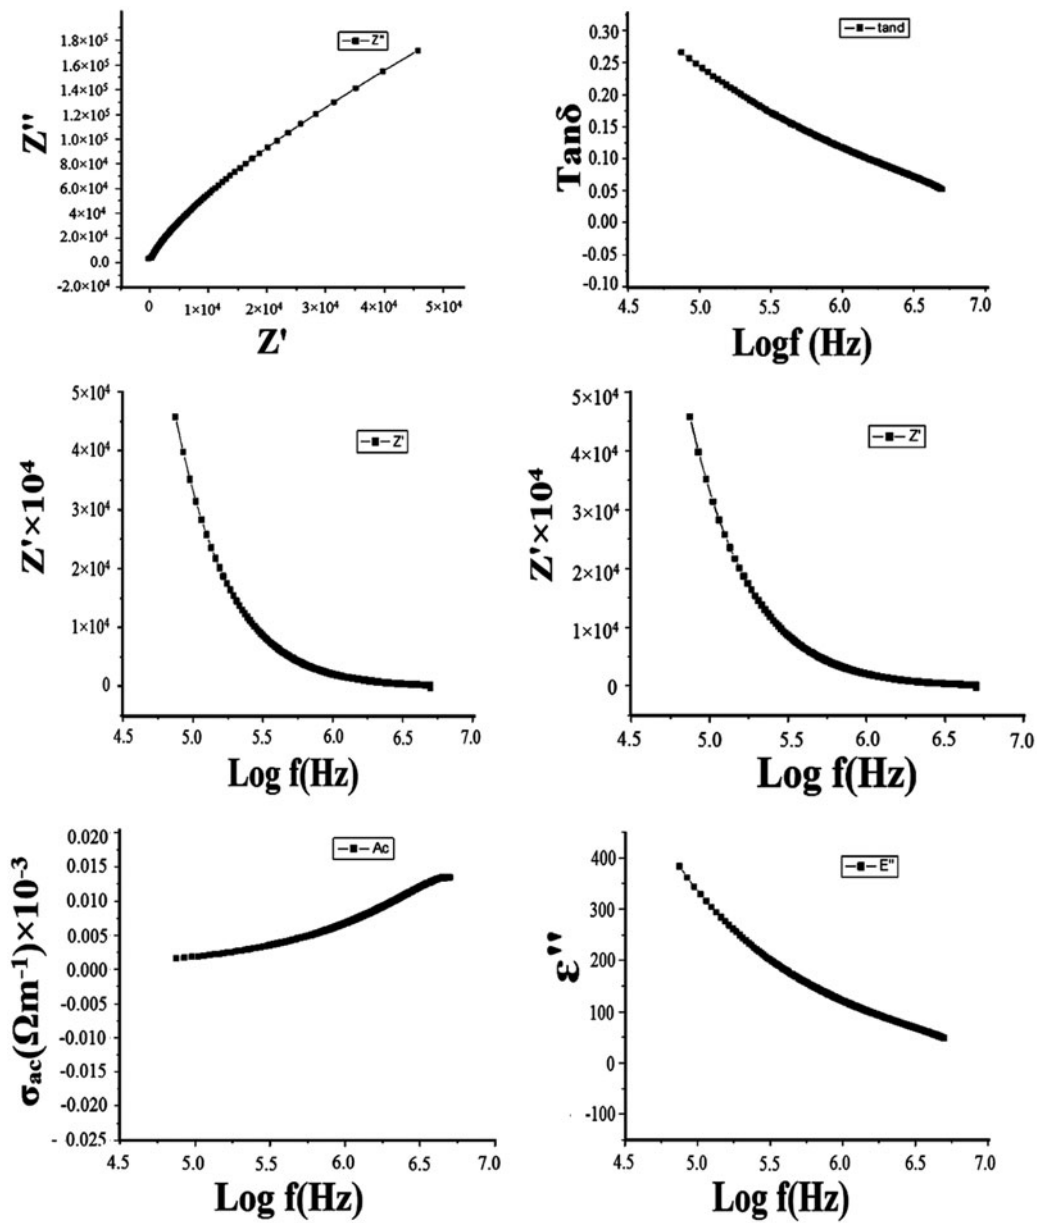 Z''
1.8×10⁵
1.6×10⁵
1.4×10⁵
1.2×10⁵
1.0×10⁵
8.0×10⁴
6.0×10⁴
4×10⁴
2.0×10⁴
0.0
-2.0×10⁴
Z"
0 1×10⁴ 2×10⁴ 3×10⁴ 4×10⁴ 5×10⁴
Z'
Tanδ
0.30
0.25
0.20
0.15
0.10
0.05
0.00
-0.05
-0.10
tand
4.5 5.0 5.5 6.0 6.5 7.0
Logf (Hz)
Z'×10⁴
5×10⁴
4×10⁴
3×10⁴
2×10⁴
1×10⁴
0
Z'
4.5 5.0 5.5 6.0 6.5 7.0
Log f(Hz)
Z'×10⁴
5×10⁴
4×10⁴
3×10⁴
2×10⁴
1×10⁴
0
Z'
4.5 5.0 5.5 6.0 6.5 7.0
Log f(Hz)
σac(Ωm⁻¹)×10⁻³
0.020
0.015
0.010
0.005
0.000
-0.005
-0.010
-0.015
-0.020
- 0.025
Ac
4.5 5.0 5.5 6.0 6.5 7.0
Log f(Hz)
ε''
400
300
200
100
0
-100
E"
4.5 5.0 5.5 6.0 6.5 7.0
Log f(Hz)